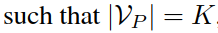 such that |𝒱_P| = K.